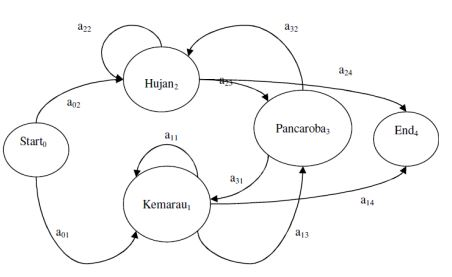 a22
a32
a24
Hujan2
a23
a02
Pancaroba3
End4
Start0
a11
a31
Kemarau1
a14
a01
a13